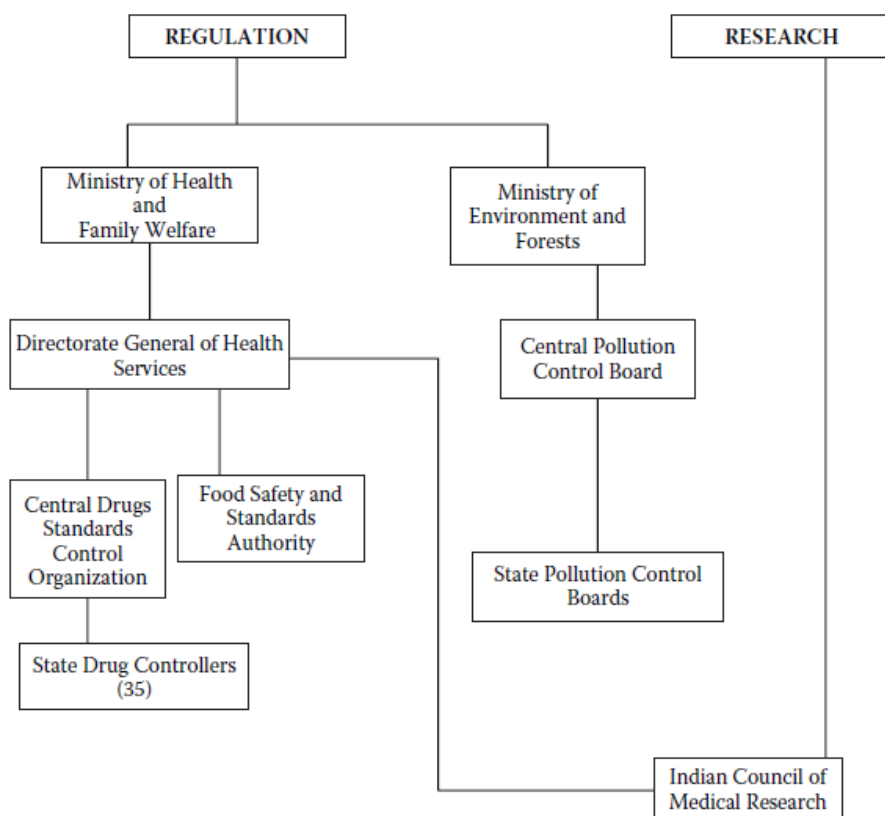 REGULATION
RESEARCH
Ministry of Health
and
Family Welfare
Ministry of
Environment and
Forests
Directorate General of Health
Services
Central Pollution
Control Board
Central Drugs
Standards
Control
Organization
Food Safety and
Standards
Authority
State Pollution Control
Boards
State Drug Controllers
(35)
Indian Council of
Medical Research